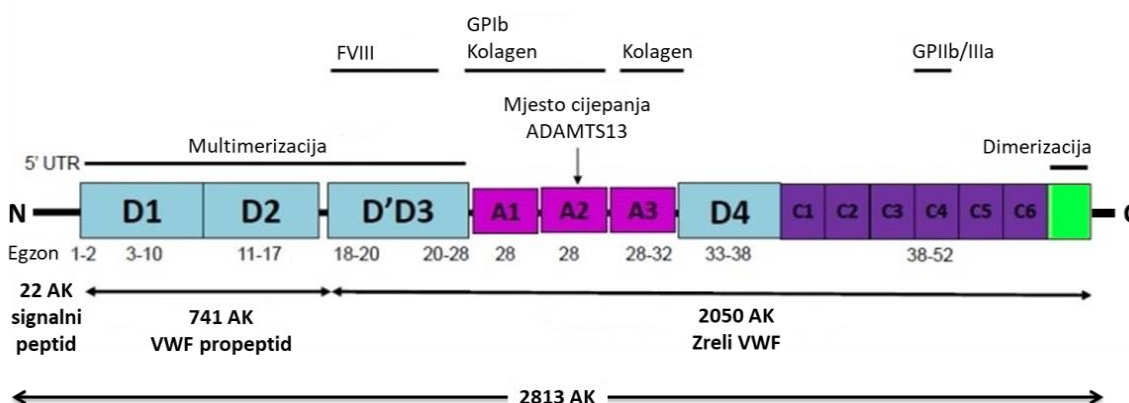 GPIb
FVIII Kolagen Kolagen GPIIb/IIIa
Mjesto cijepanja
ADAMTS13
Multimerizacija Dimerizacija
5' UTR
N D1 D2 D'D3 A1 A2 A3 D4 C1 C2 C3 C4 C5 C6
Egzon 1-2 3-10 11-17 18-20 20-28 28 28 28-32 33-38 38-52
22 AK
signalni
peptid
741 AK
VWF propeptid
2050 AK
Zreli VWF
2813 AK